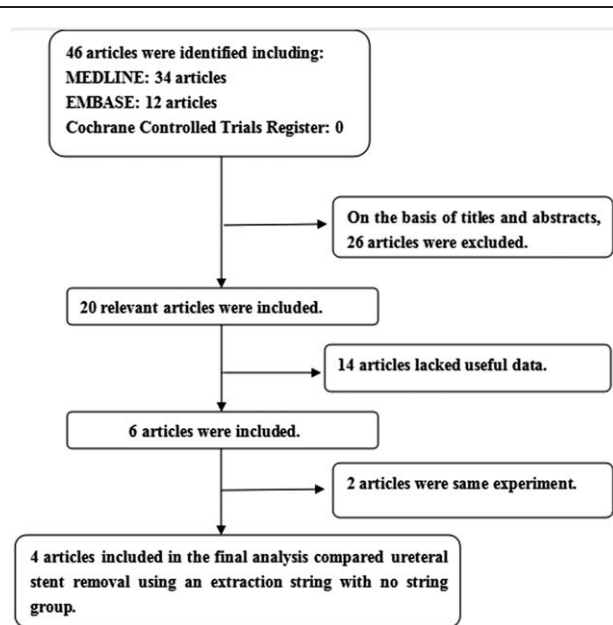 46 articles were identified including:
MEDLINE: 34 articles
EMBASE: 12 articles
Cochrane Controlled Trials Register: 0
On the basis of titles and abstracts,
26 articles were excluded.
20 relevant articles were included.
14 articles lacked useful data.
6 articles were included.
2 articles were same experiment.
4 articles included in the final analysis compared ureteral
stent removal using an extraction string with no string
group.